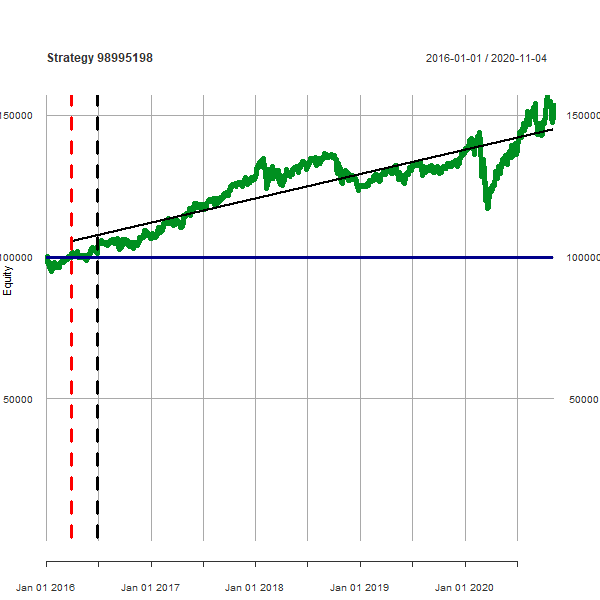 Strategy 98995198
2016-01-01 / 2020-11-04
150000
150000
100000
100000
Equity
50000
50000
Jan 01 2016
Jan 01 2017
Jan 01 2018
Jan 01 2019
Jan 01 2020